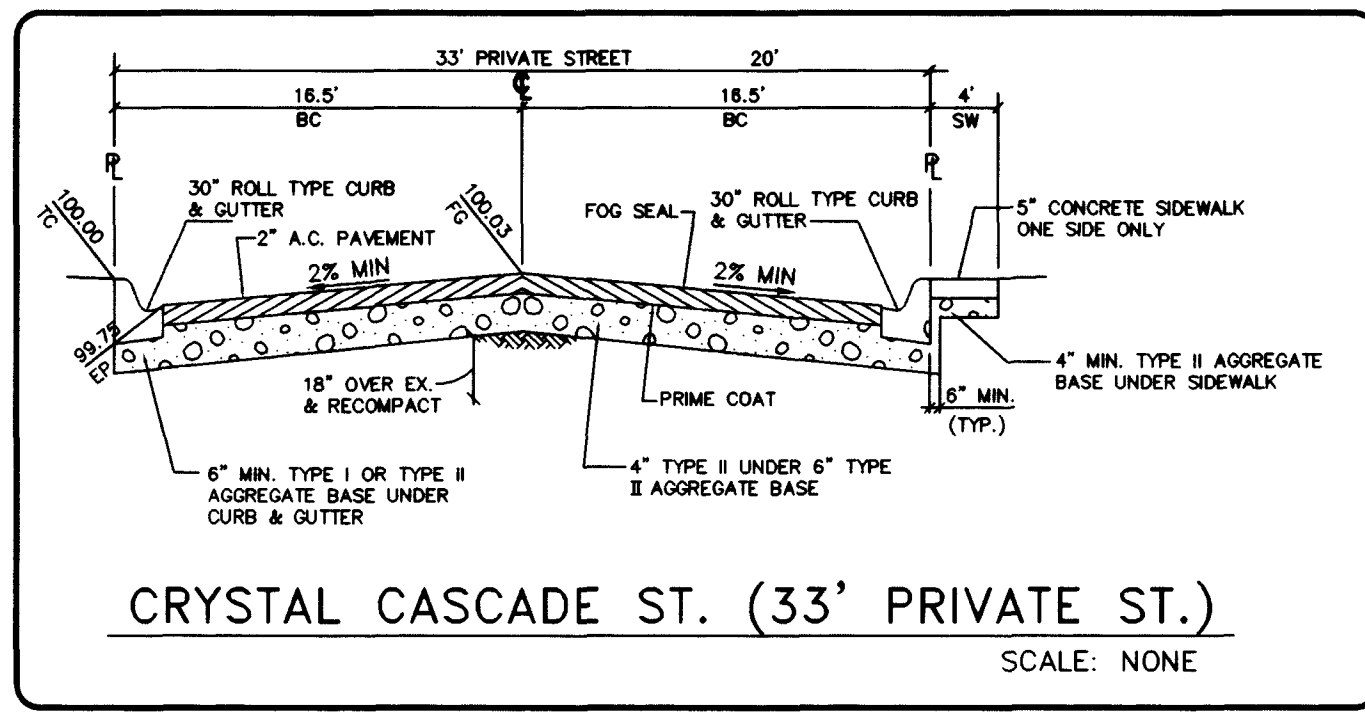 33' PRIVATE STREET 20'
℄
16.5'
BC
16.5'
BC
4'
SW
℄
PL
PL
100.00
TC
30" ROLL TYPE CURB
& GUTTER
2" A.C. PAVEMENT
100.03
FG
FOG SEAL
30" ROLL TYPE CURB
& GUTTER
5" CONCRETE SIDEWALK
ONE SIDE ONLY
2% MIN
2% MIN
99.75
EP
18" OVER EX.
& RECOMPACT
PRIME COAT
4" MIN. TYPE II AGGREGATE
BASE UNDER SIDEWALK
6" MIN.
(TYP.)
6" MIN. TYPE I OR TYPE II
AGGREGATE BASE UNDER
CURB & GUTTER
4" TYPE II UNDER 6" TYPE
II AGGREGATE BASE
CRYSTAL CASCADE ST. (33' PRIVATE ST.)
SCALE: NONE